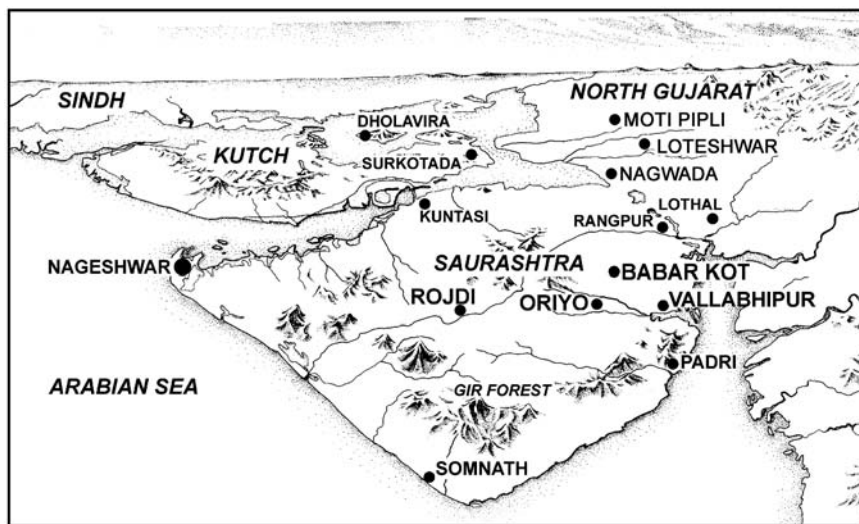 SINDH
NORTH GUJARAT
DHOLAVIRA
MOTI PIPLI
KUTCH
LOTESHWAR
SURKOTADA
NAGWADA
LOTHAL
KUNTASI
RANGPUR
NAGESHWAR
SAURASHTRA
BABAR KOT
ROJDI
ORIYO
VALLABHIPUR
PADRI
ARABIAN SEA
GIR FOREST
SOMNATH